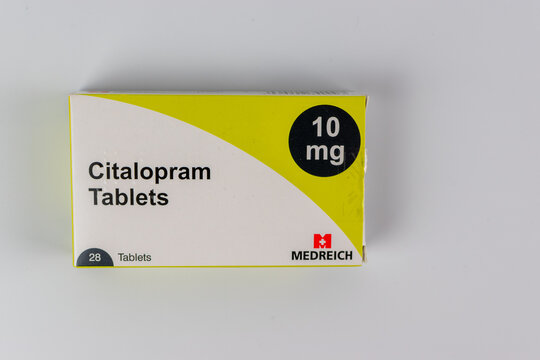 10
mg
Citalopram
Tablets
28 Tablets
MEDREICH